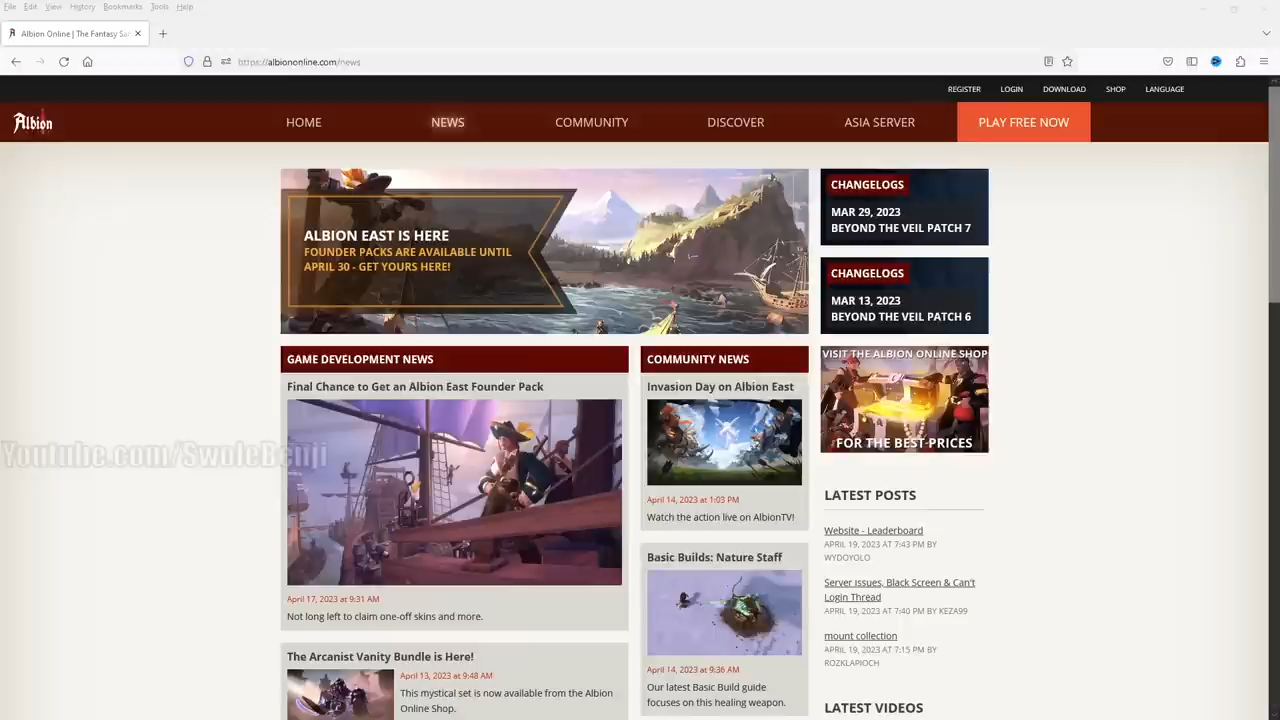 File Edit View History Bookmarks Tools Help
Albion Online | The Fantasy Sa
https://albiononline.com/news
REGISTER LOGIN DOWNLOAD SHOP LANGUAGE
Albion HOME NEWS COMMUNITY DISCOVER ASIA SERVER PLAY FREE NOW
ALBION EAST IS HERE
FOUNDER PACKS ARE AVAILABLE UNTIL
APRIL 30 - GET YOURS HERE!
CHANGELOGS
MAR 29, 2023
BEYOND THE VEIL PATCH 7
CHANGELOGS
MAR 13, 2023
BEYOND THE VEIL PATCH 6
GAME DEVELOPMENT NEWS
Final Chance to Get an Albion East Founder Pack
April 17, 2023 at 9:31 AM
Not long left to claim one-off skins and more.
The Arcanist Vanity Bundle is Here!
April 13, 2023 at 9:48 AM
This mystical set is now available from the Albion
Online Shop.
COMMUNITY NEWS
Invasion Day on Albion East
April 14, 2023 at 1:03 PM
Watch the action live on AlbionTV!
Basic Builds: Nature Staff
April 14, 2023 at 9:36 AM
Our latest Basic Build guide
focuses on this healing weapon.
VISIT THE ALBION ONLINE SHOP
FOR THE BEST PRICES
LATEST POSTS
Website - Leaderboard
APRIL 19, 2023 AT 7:43 PM BY
WYDOYOLO
Server issues, Black Screen & Can't
Login Thread
APRIL 19, 2023 AT 7:40 PM BY KEZA99
mount collection
APRIL 19, 2023 AT 7:15 PM BY
ROZKLAPIOCH
LATEST VIDEOS
Youtube.com/SwoleBenji